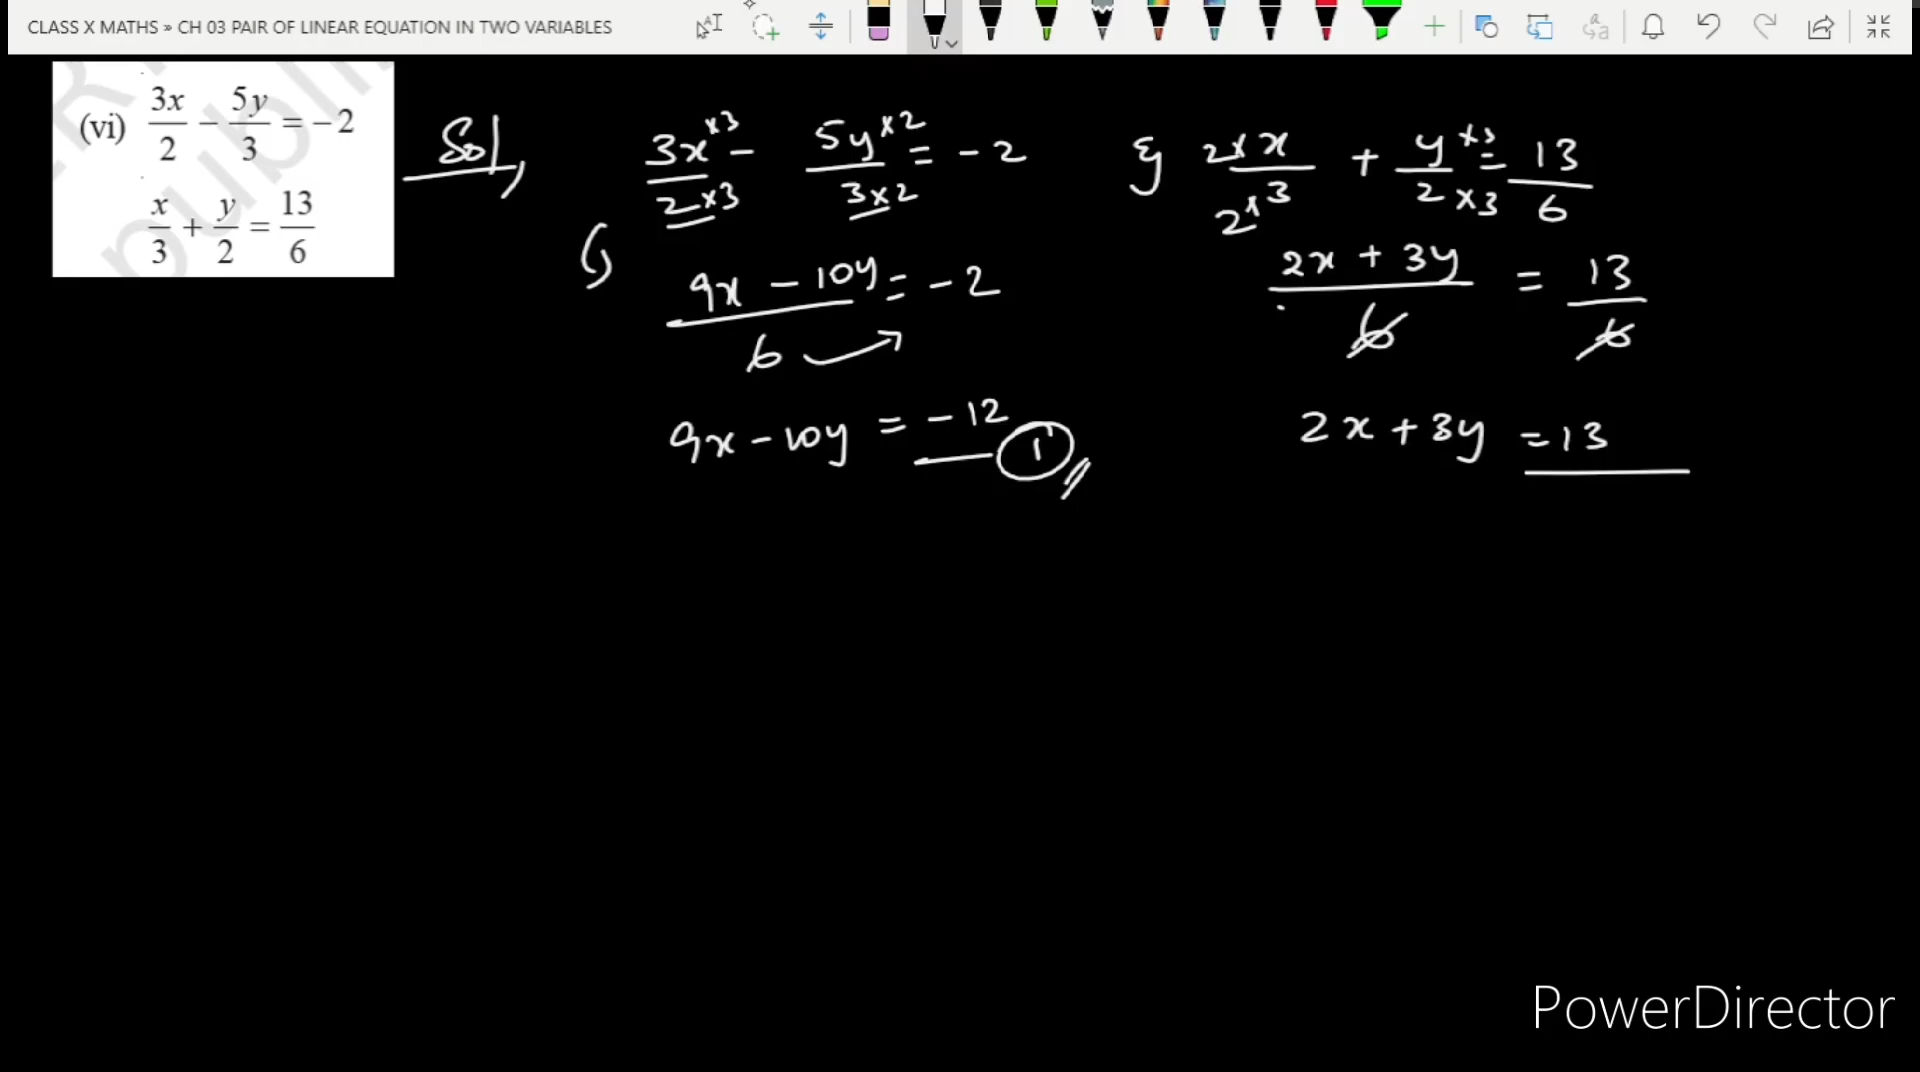 CLASS X MATHS » CH 03 PAIR OF LINEAR EQUATION IN TWO VARIABLES
(vi) 3x/2 − 5y/3 = −2
x/3 + y/2 = 13/6
Sol,
3x×3/2×3 − 5y×2/3×2 = −2
9x − 10y/6 = −2
9x − 10y = −12 ①
& 2×x/2×3 + y×3/2×3 = 13/6
2x + 3y/6 = 13/6
2x + 3y = 13
PowerDirector